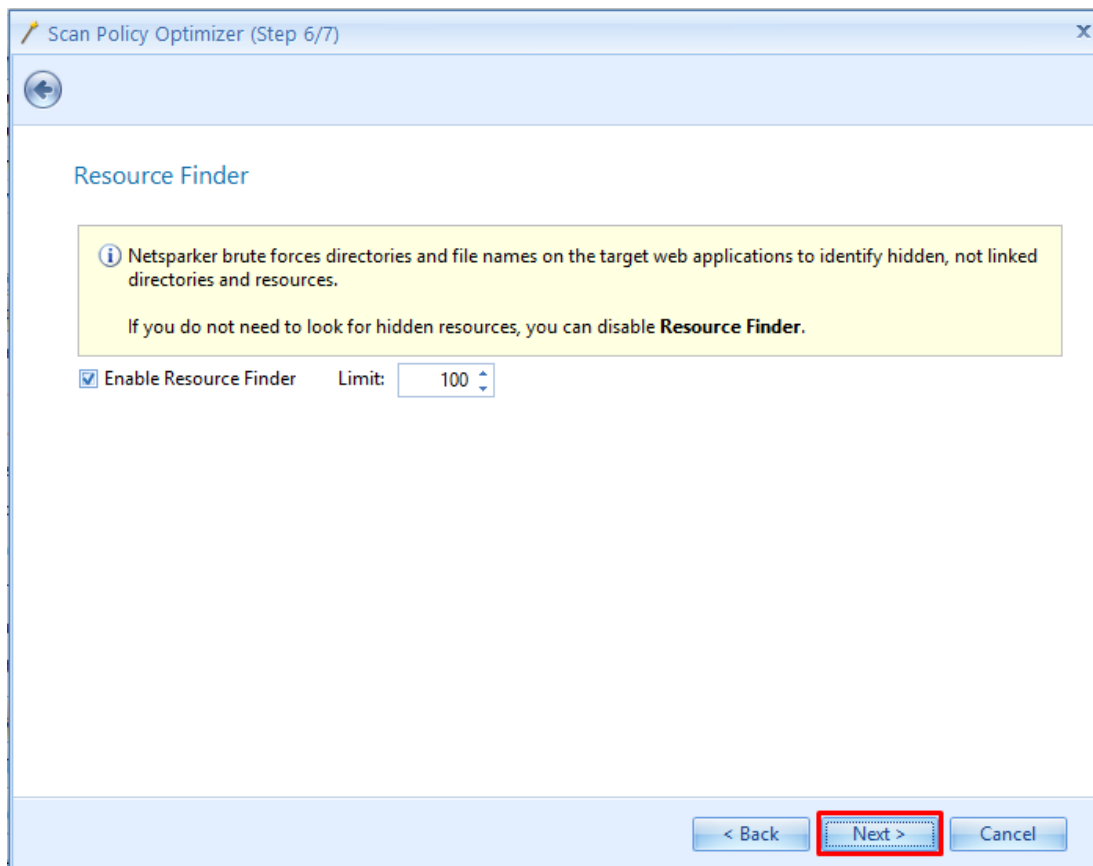 Scan Policy Optimizer (Step 6/7)
Resource Finder
Netsparker brute forces directories and file names on the target web applications to identify hidden, not linked
directories and resources.
If you do not need to look for hidden resources, you can disable Resource Finder.
Enable Resource Finder Limit: 100
< Back Next > Cancel